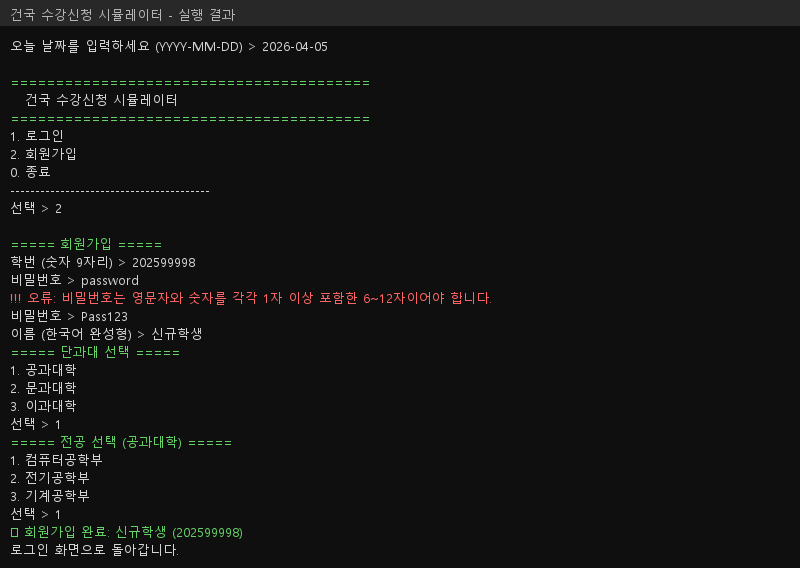 건국 수강신청 시뮬레이터 - 실행 결과
오늘 날짜를 입력하세요 (YYYY-MM-DD) > 2026-04-05
========================================
건국 수강신청 시뮬레이터
========================================
1. 로그인
2. 회원가입
0. 종료
----------------------------------------
선택 > 2
===== 회원가입 =====
학번 (숫자 9자리) > 202599998
비밀번호 > password
!!! 오류: 비밀번호는 영문자와 숫자를 각각 1자 이상 포함한 6~12자이어야 합니다.
비밀번호 > Pass123
이름 (한국어 완성형) > 신규학생
===== 단과대 선택 =====
1. 공과대학
2. 문과대학
3. 이과대학
선택 > 1
===== 전공 선택 (공과대학) =====
1. 컴퓨터공학부
2. 전기공학부
3. 기계공학부
선택 > 1
회원가입 완료: 신규학생 (202599998)
로그인 화면으로 돌아갑니다.